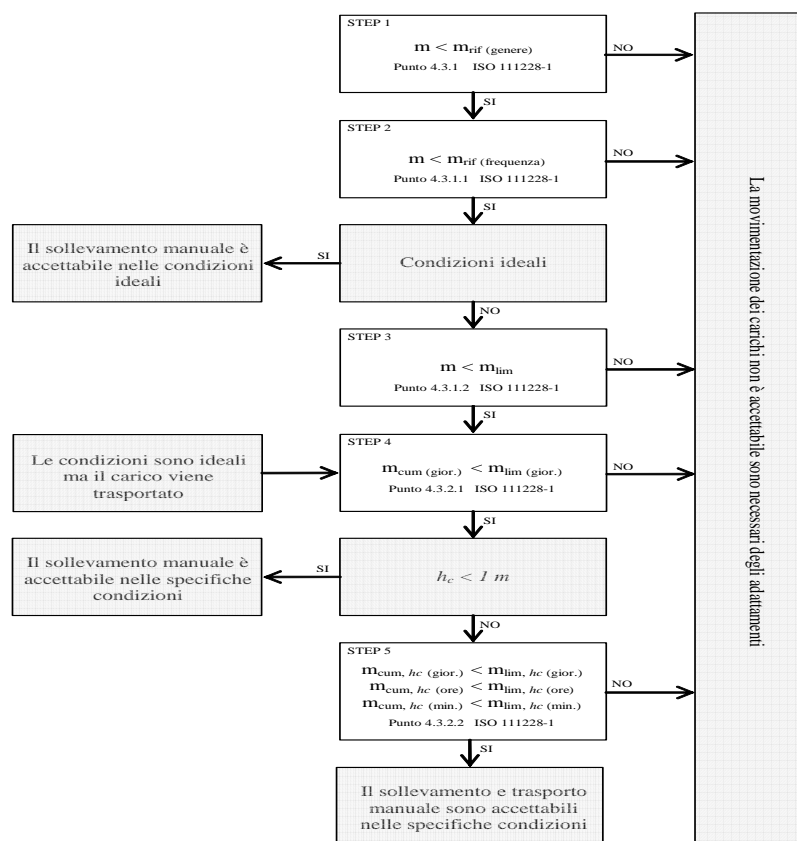 STEP 1
m < mrif (genere)
Punto 4.3.1 ISO 111228-1
NO
SI
STEP 2
m < mrif (frequenza)
Punto 4.3.1.1 ISO 111228-1
NO
SI
Il sollevamento manuale è
accettabile nelle condizioni
ideali
SI
Condizioni ideali
NO
STEP 3
m < mlim
Punto 4.3.1.2 ISO 111228-1
NO
SI
Le condizioni sono ideali
ma il carico viene
trasportato
STEP 4
mcum (gior.) < mlim (gior.)
Punto 4.3.2.1 ISO 111228-1
NO
SI
Il sollevamento manuale è
accettabile nelle specifiche
condizioni
SI
hc < 1 m
NO
STEP 5
mcum, hc (gior.) < mlim, hc (gior.)
mcum, hc (ore) < mlim, hc (ore)
mcum, hc (min.) < mlim, hc (min.)
Punto 4.3.2.2 ISO 111228-1
NO
SI
Il sollevamento e trasporto
manuale sono accettabili
nelle specifiche condizioni
La movimentazione dei carichi non è accettabile sono necessari degli adattamenti